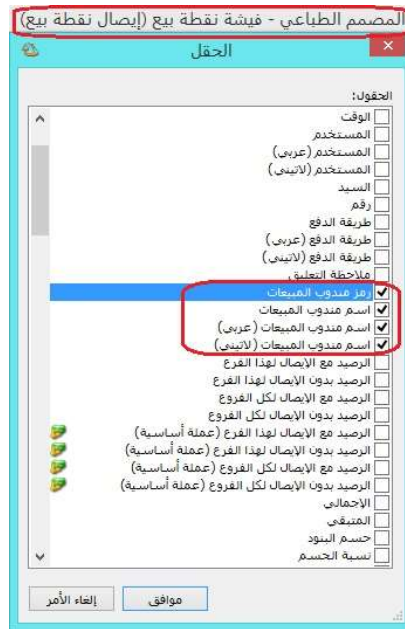 المصمم الطباعي - فيشة نقطة بيع (إيصال نقطة بيع)
الحقل
الحقول:
الوقت
المستخدم
المستخدم (عربي)
المستخدم (لاتيني)
السيد
رقم
طريقة الدفع
طريقة الدفع (عربي)
طريقة الدفع (لاتيني)
ملاحظة التعليق
رمز مندوب المبيعات
اسم مندوب المبيعات
اسم مندوب المبيعات (عربي)
اسم مندوب المبيعات (لاتيني)
الرصيد مع الإيصال لهذا الفرع
الرصيد بدون الإيصال لهذا الفرع
الرصيد مع الإيصال لكل الفروع
الرصيد بدون الإيصال لكل الفروع
الرصيد مع الإيصال لهذا الفرع (عملة أساسية)
الرصيد بدون الإيصال لهذا الفرع (عملة أساسية)
الرصيد مع الإيصال لكل الفروع (عملة أساسية)
الرصيد بدون الإيصال لكل الفروع (عملة أساسية)
الإجمالي
المتبقي
حسم البنود
نسبة الحسم
موافق
إلغاء الأمر